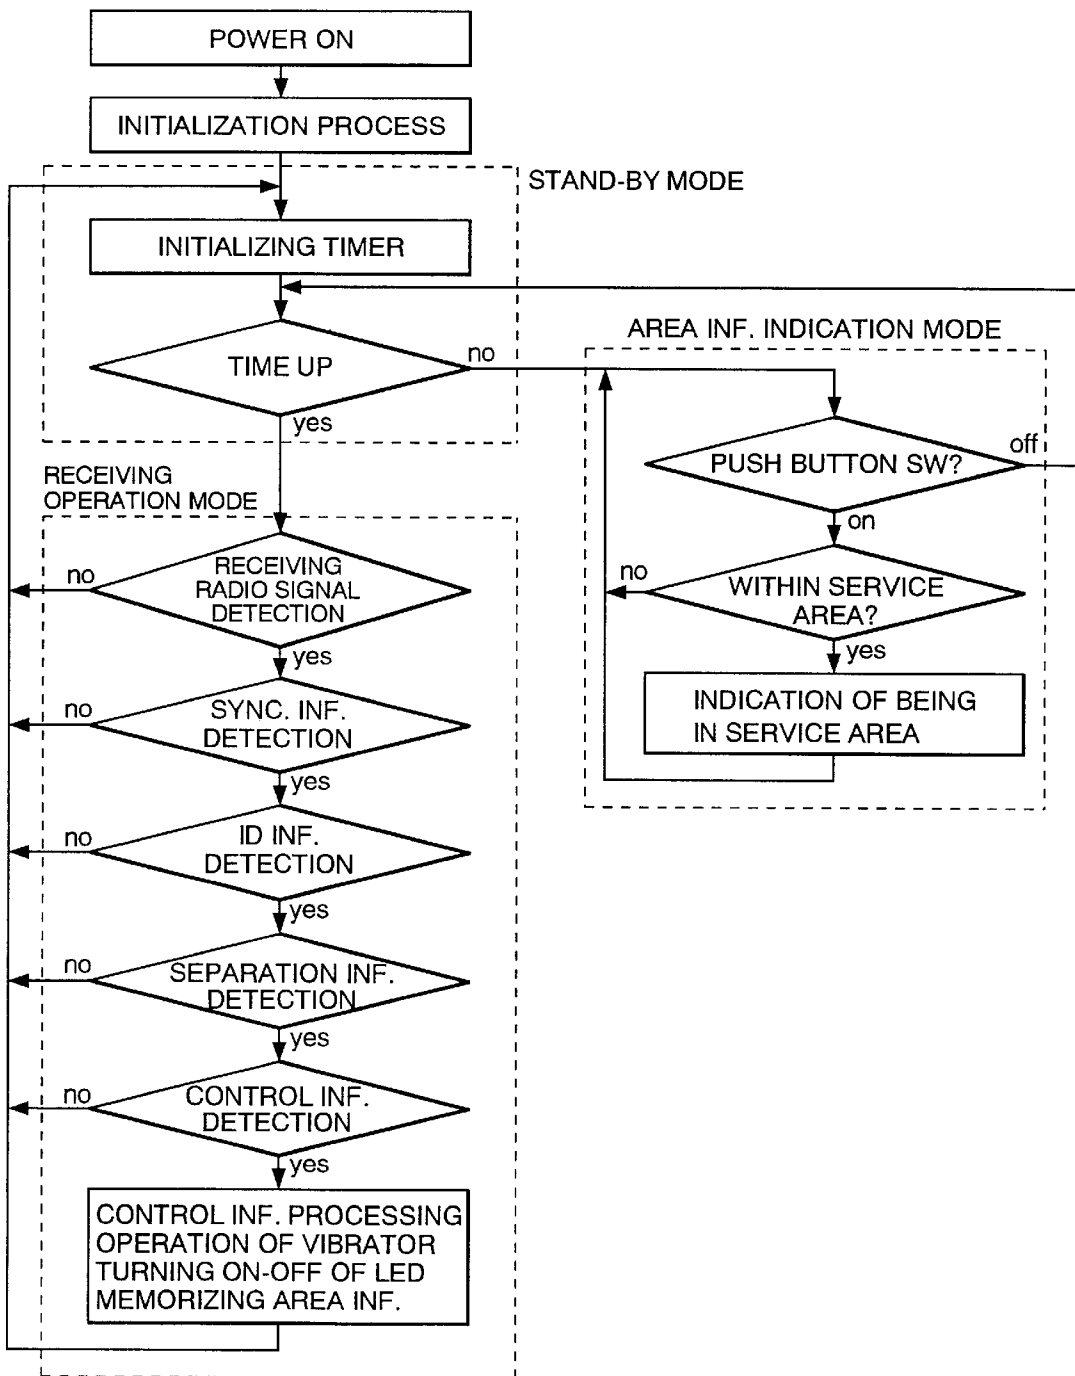 POWER ON
INITIALIZATION PROCESS
STAND-BY MODE
INITIALIZING TIMER
TIME UP
no
yes
AREA INF. INDICATION MODE
PUSH BUTTON SW?
off
on
WITHIN SERVICE
AREA?
no
yes
INDICATION OF BEING
IN SERVICE AREA
RECEIVING
OPERATION MODE
RECEIVING
RADIO SIGNAL
DETECTION
no
yes
SYNC. INF.
DETECTION
no
yes
ID INF.
DETECTION
no
yes
SEPARATION INF.
DETECTION
no
yes
CONTROL INF.
DETECTION
no
yes
CONTROL INF. PROCESSING
OPERATION OF VIBRATOR
TURNING ON-OFF OF LED
MEMORIZING AREA INF.